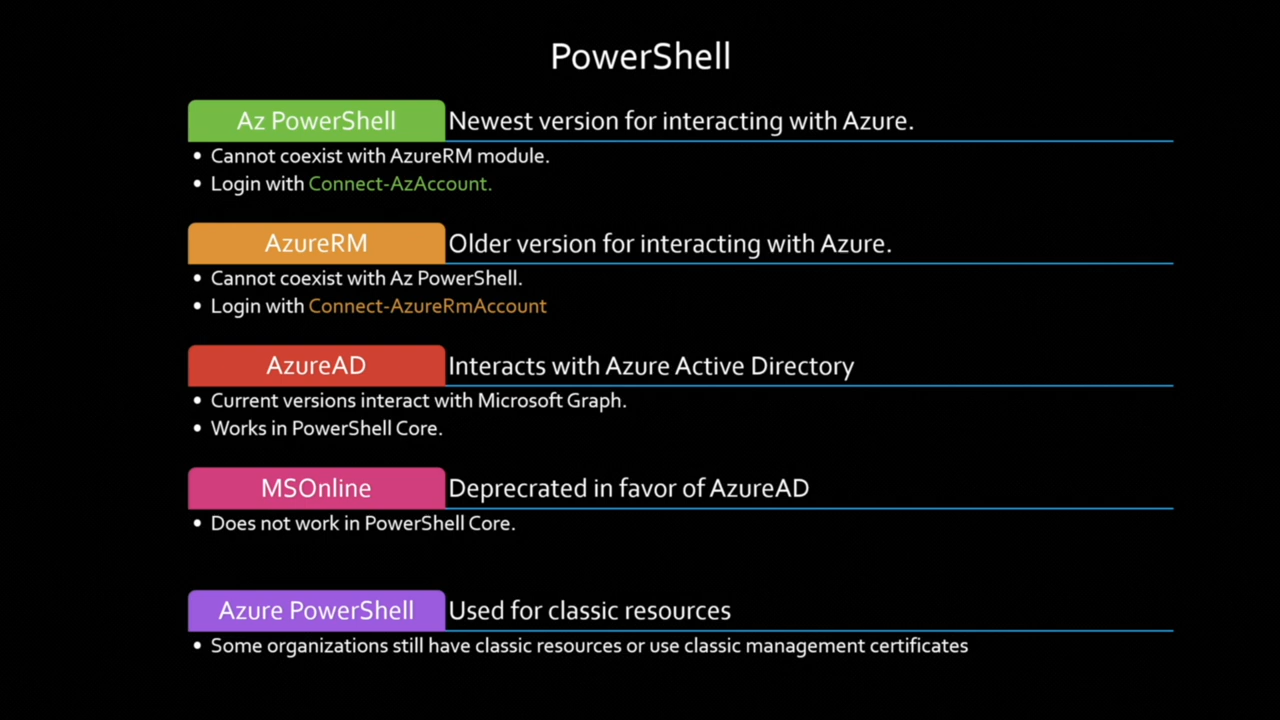 PowerShell
Az PowerShell Newest version for interacting with Azure.
• Cannot coexist with AzureRM module.
• Login with Connect-AzAccount.
AzureRM Older version for interacting with Azure.
• Cannot coexist with Az PowerShell.
• Login with Connect-AzureRmAccount
AzureAD Interacts with Azure Active Directory
• Current versions interact with Microsoft Graph.
• Works in PowerShell Core.
MSOnline Deprecrated in favor of AzureAD
• Does not work in PowerShell Core.
Azure PowerShell Used for classic resources
• Some organizations still have classic resources or use classic management certificates